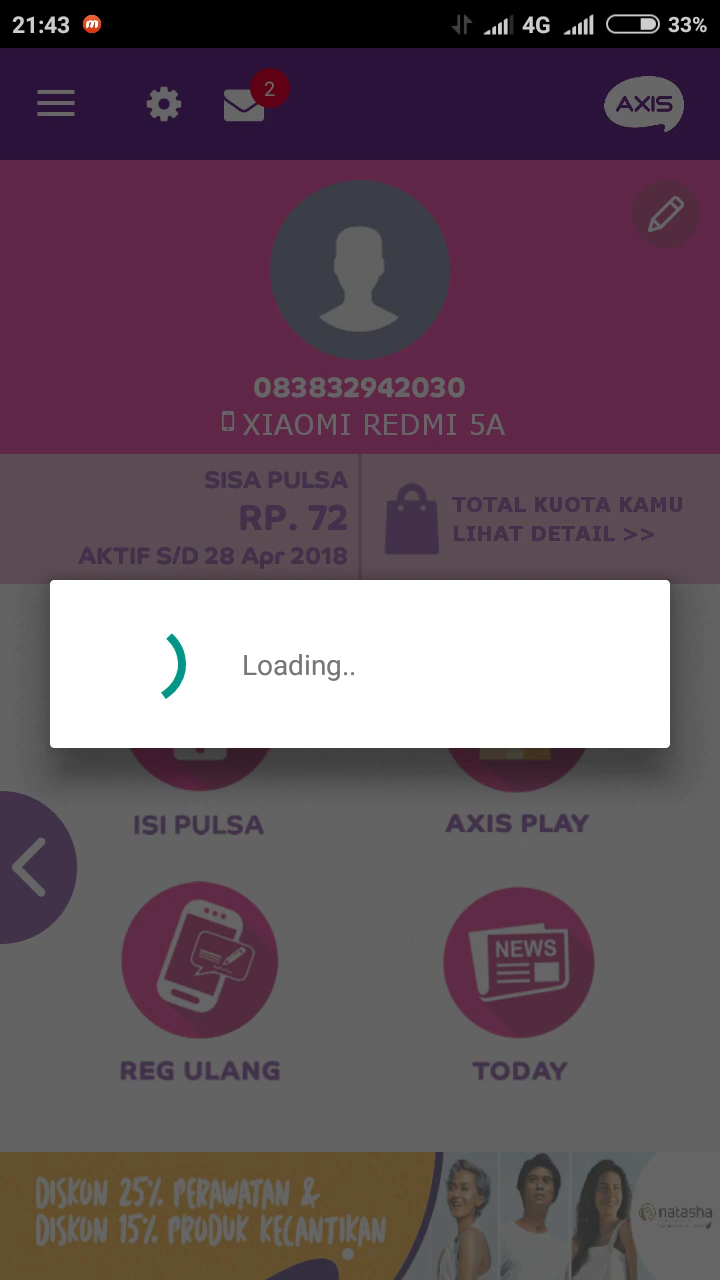 21:43 4G 33%
2
AXIS
083832942030
XIAOMI REDMI 5A
SISA PULSA
RP. 72
AKTIF S/D 28 Apr 2018
TOTAL KUOTA KAMU
LIHAT DETAIL >>
Loading..
ISI PULSA
AXIS PLAY
NEWS
REG ULANG
TODAY
DISKON 25% PERAWATAN &
DISKON 15% PRODUK KECANTIKAN
natasha